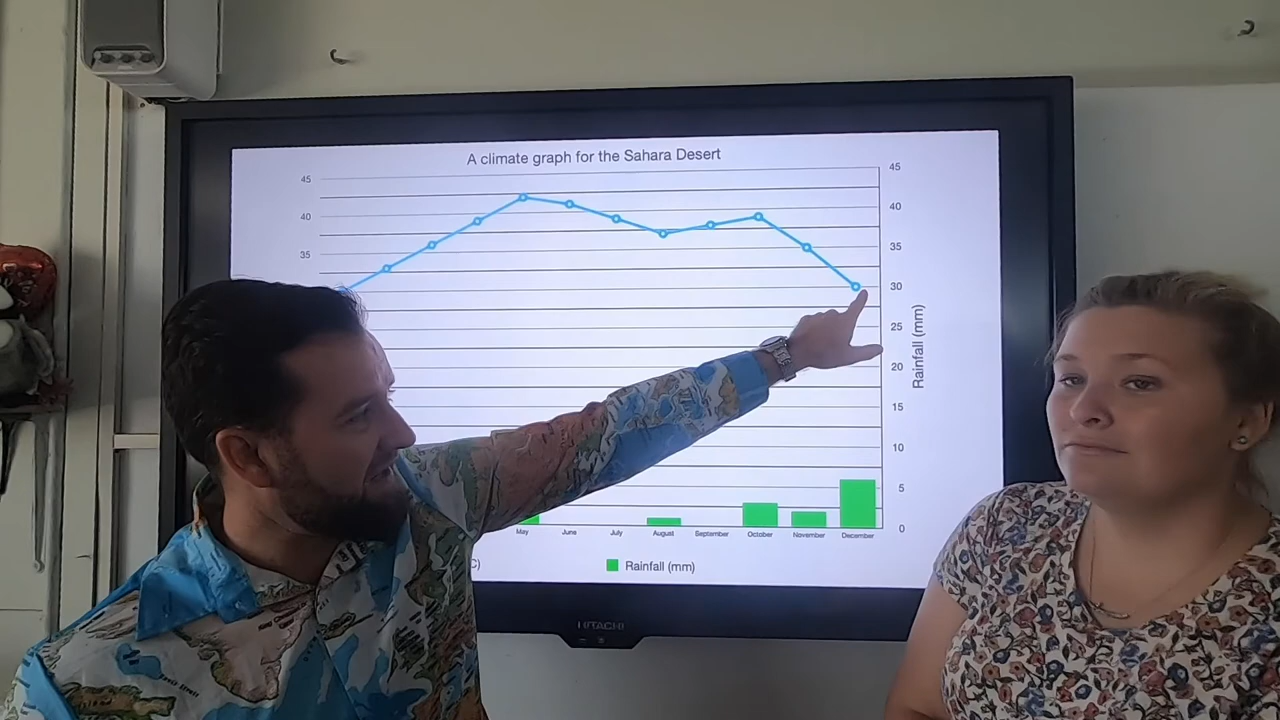 A climate graph for the Sahara Desert
45
40
35
45
40
35
30
25
20
15
10
5
0
Rainfall (mm)
May
June
July
August
September
October
November
December
C)
Rainfall (mm)
HITACHI